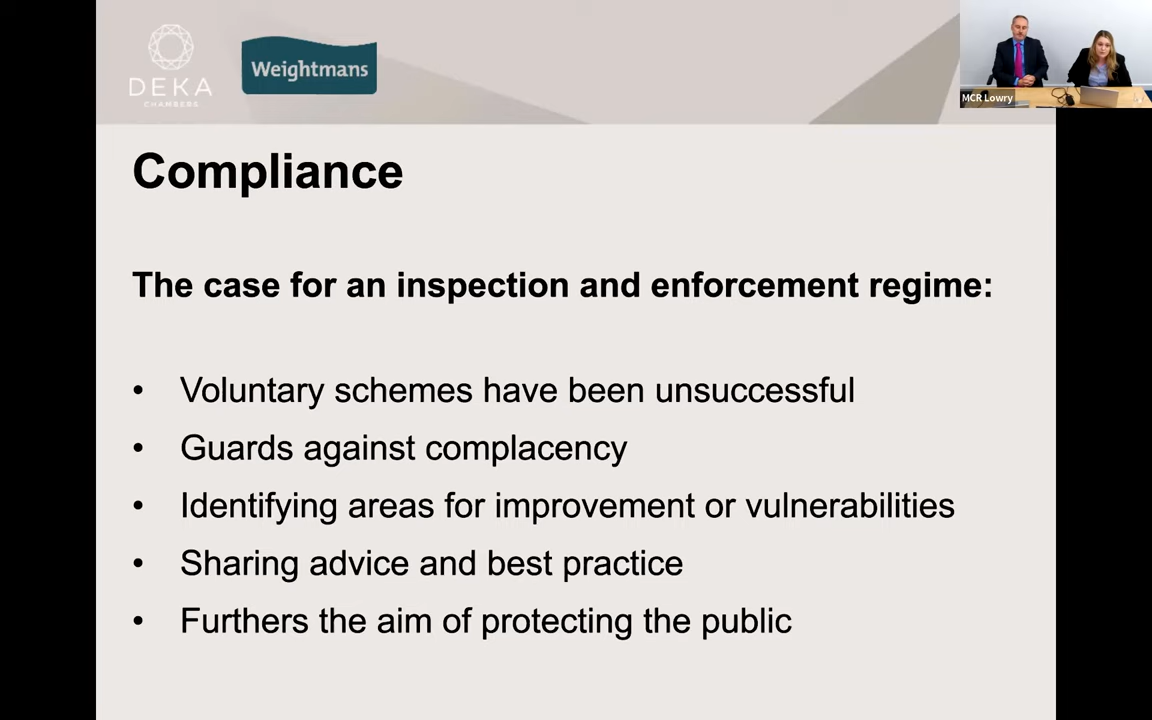 DEKA
CHAMBERS
Weightmans
MCR Lowry
Compliance
The case for an inspection and enforcement regime:
• Voluntary schemes have been unsuccessful
• Guards against complacency
• Identifying areas for improvement or vulnerabilities
• Sharing advice and best practice
• Furthers the aim of protecting the public